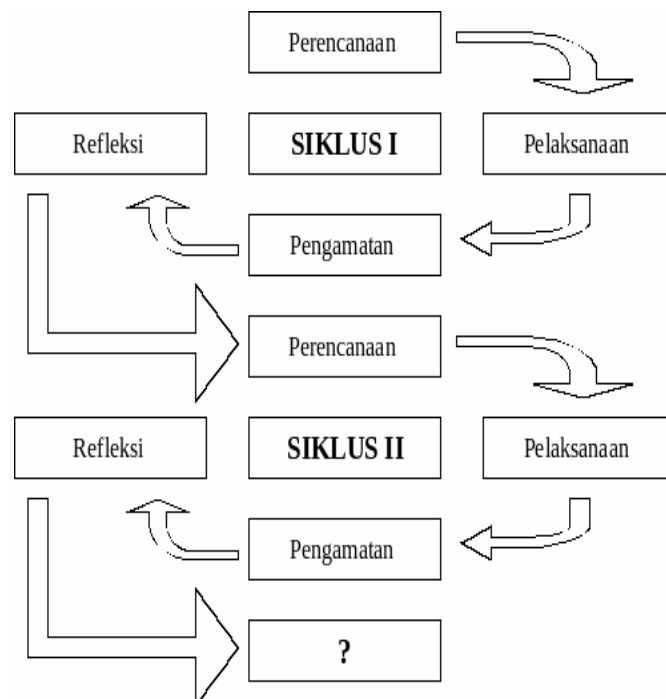 Perencanaan
Refleksi
SIKLUS I
Pelaksanaan
Pengamatan
Perencanaan
Refleksi
SIKLUS II
Pelaksanaan
Pengamatan
?